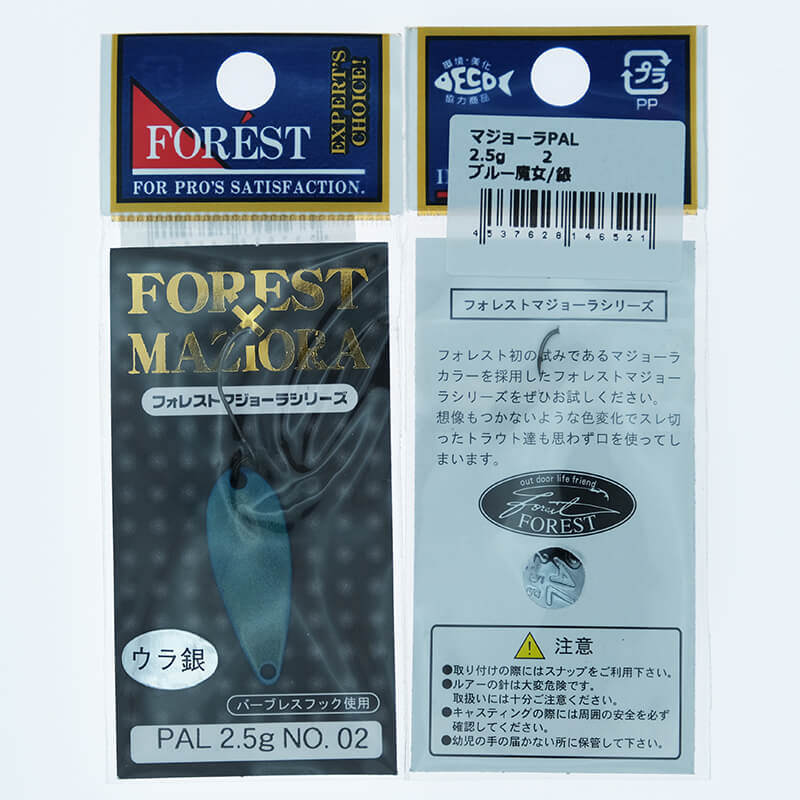 FORÉST
EXPERT'S
CHOICE!
FOR PRO'S SATISFACTION.
FOREST
×
MAZIORA
フォレストマジョーラシリーズ
ウラ銀
バーブレスフック使用
PAL 2.5g NO. 02
環境・美化
ECO
協力商品
プラ
PP
マジョーラPAL
2.5g 2
ブルー魔女/銀
4537628146521
フォレストマジョーラシリーズ
フォレスト初の試みであるマジョーラ
カラーを採用したフォレストマジョー
ラシリーズをぜひお試しください。
想像もつかないような色変化でスレ切
ったトラウト達も思わず口を使ってし
まいます。
out door life friend
Forest
FOREST
PAL
2.5g
注意
●取り付けの際にはスナップをご利用下さい。
●ルアーの針は大変危険です。
取扱いには十分ご注意ください。
●キャスティングの際には周囲の安全を必ず
確認してください。
●幼児の手の届かない所に保管して下さい。